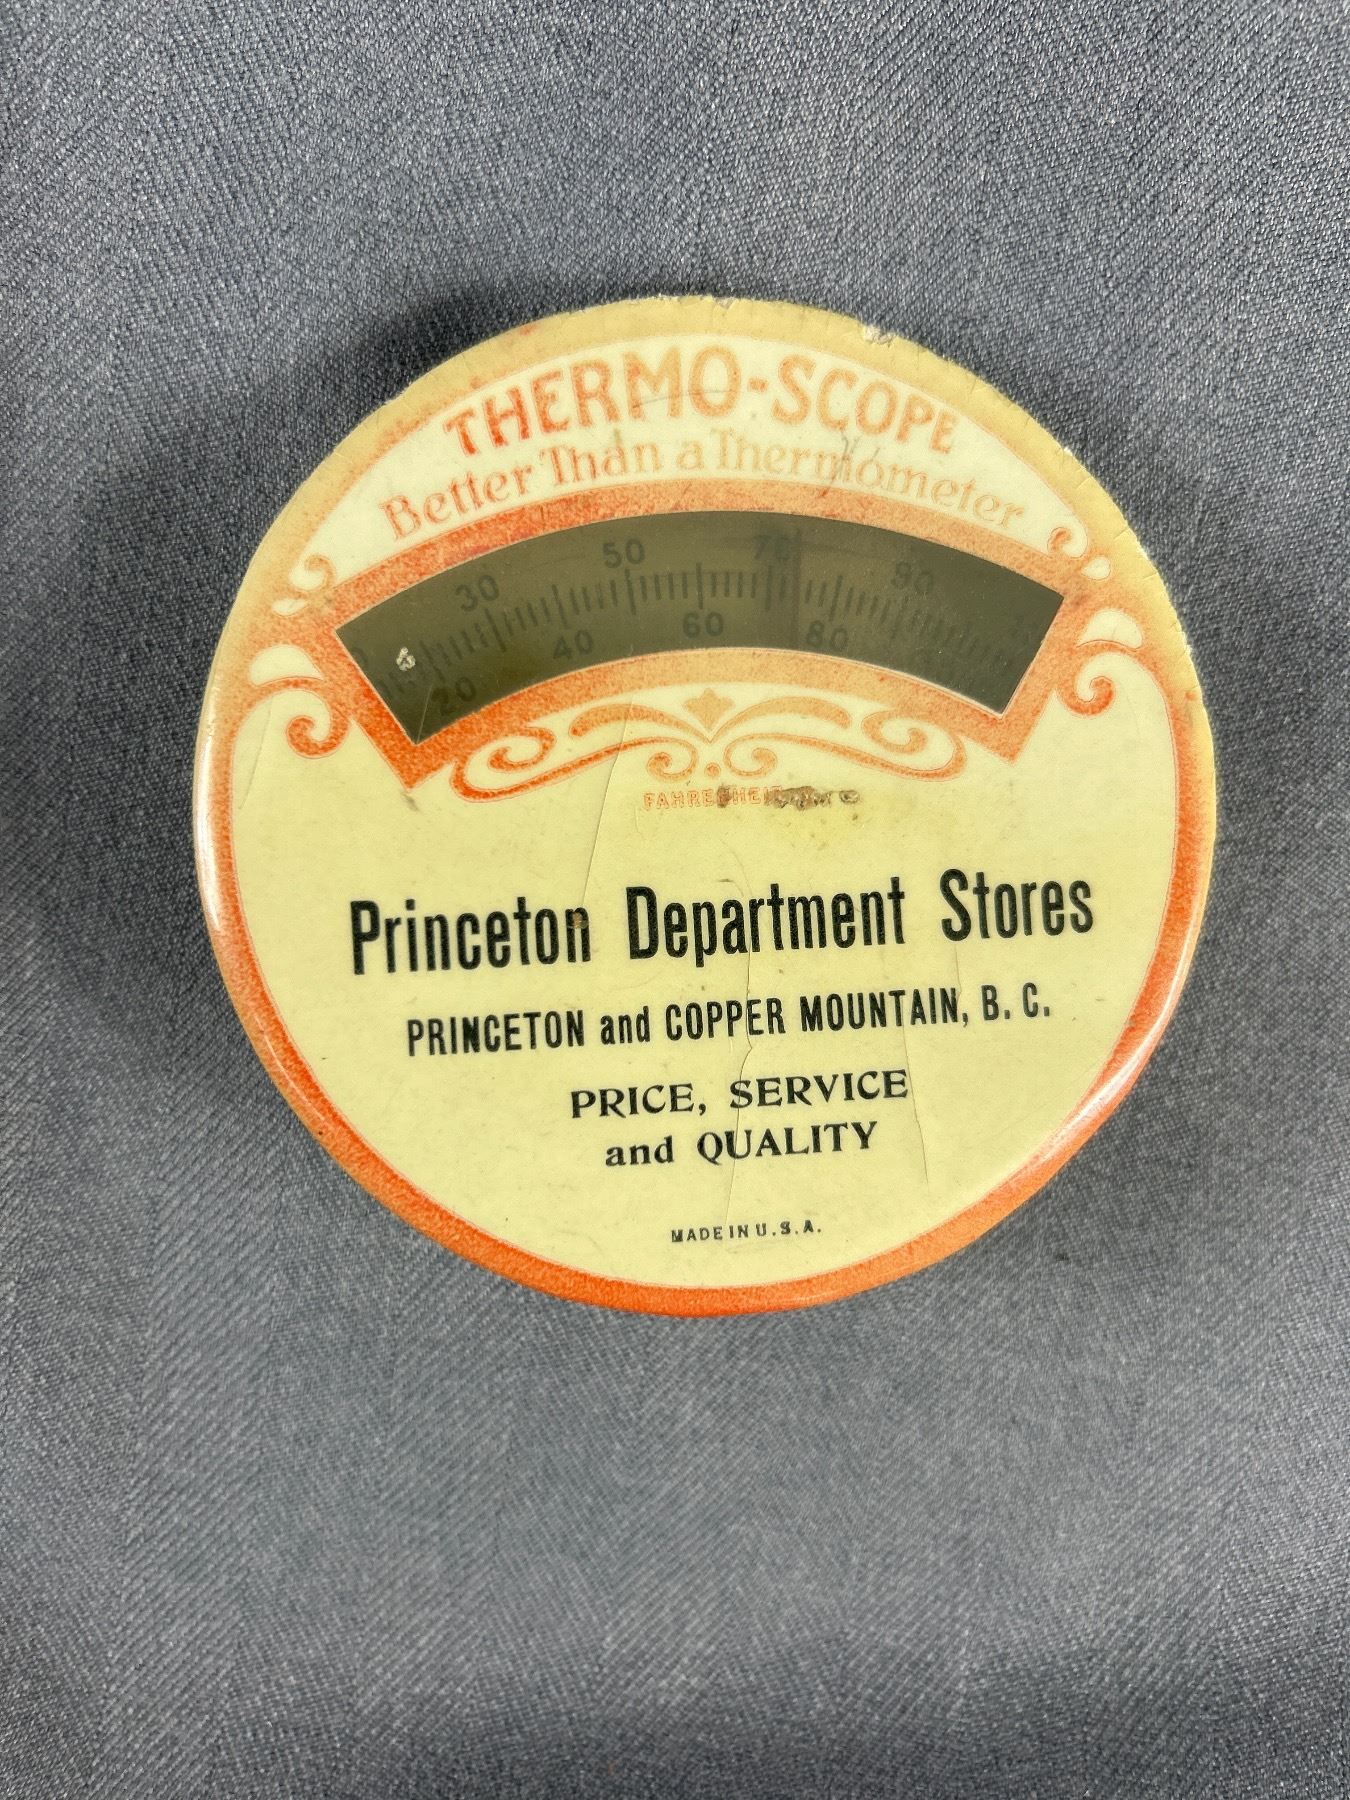 THERMO-SCOPE
Better Than a Thermometer
30 50 70 90
20 40 60 80
Princeton Department Stores
PRINCETON and COPPER MOUNTAIN, B. C.
PRICE, SERVICE
and QUALITY
MADE IN U.S.A.